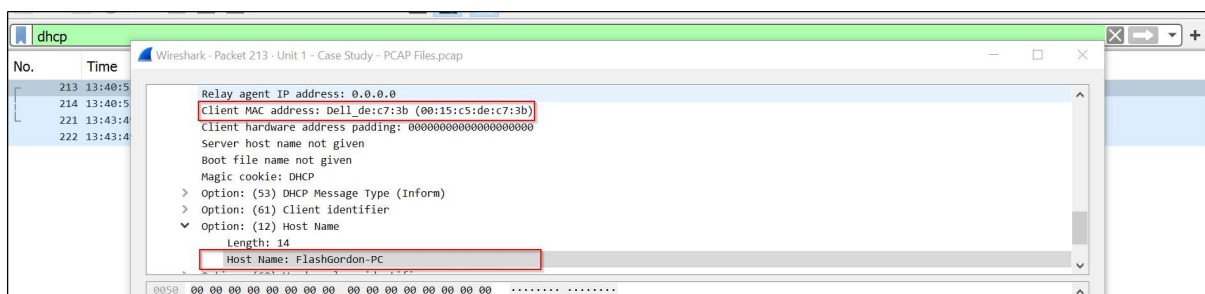 dhcp
Wireshark · Packet 213 · Unit 1 - Case Study - PCAP Files.pcap
No. Time
213 13:40:5
214 13:40:5
221 13:43:4
222 13:43:4
Relay agent IP address: 0.0.0.0
Client MAC address: Dell_de:c7:3b (00:15:c5:de:c7:3b)
Client hardware address padding: 00000000000000000000
Server host name not given
Boot file name not given
Magic cookie: DHCP
> Option: (53) DHCP Message Type (Inform)
> Option: (61) Client identifier
Option: (12) Host Name
Length: 14
Host Name: FlashGordon-PC
0050 00 00 00 00 00 00 00 00 00 00 00 00 00 00 00 00 ········ ········